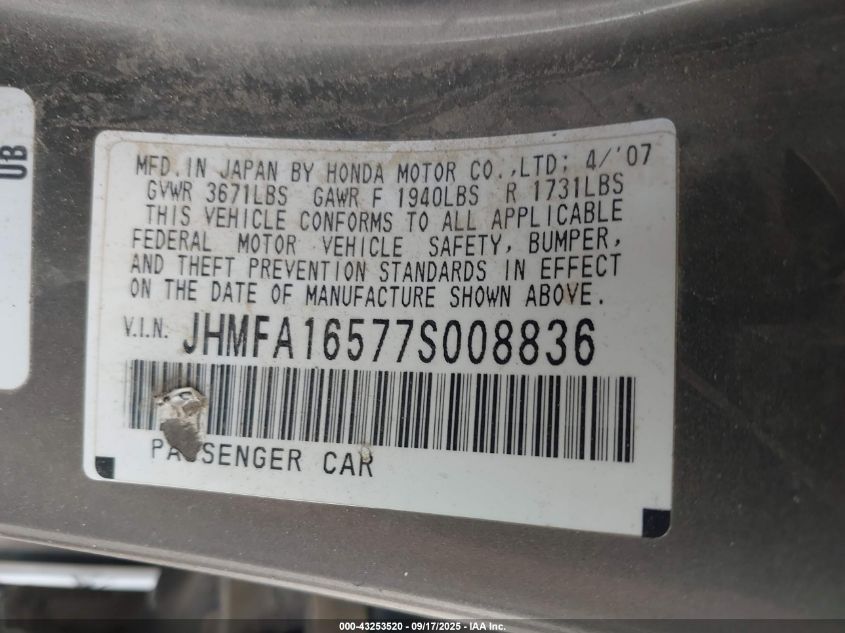 UB
MFD.IN JAPAN BY HONDA MOTOR CO.,LTD; 4/'07
GVWR 3671LBS GAWR F 1940LBS R 1731LBS
THIS VEHICLE CONFORMS TO ALL APPLICABLE
FEDERAL MOTOR VEHICLE SAFETY, BUMPER,
AND THEFT PREVENTION STANDARDS IN EFFECT
ON THE DATE OF MANUFACTURE SHOWN ABOVE.
V.I.N. JHMFA16577S008836
PASSENGER CAR
000-43253520 - 09/17/2025 - IAA Inc.